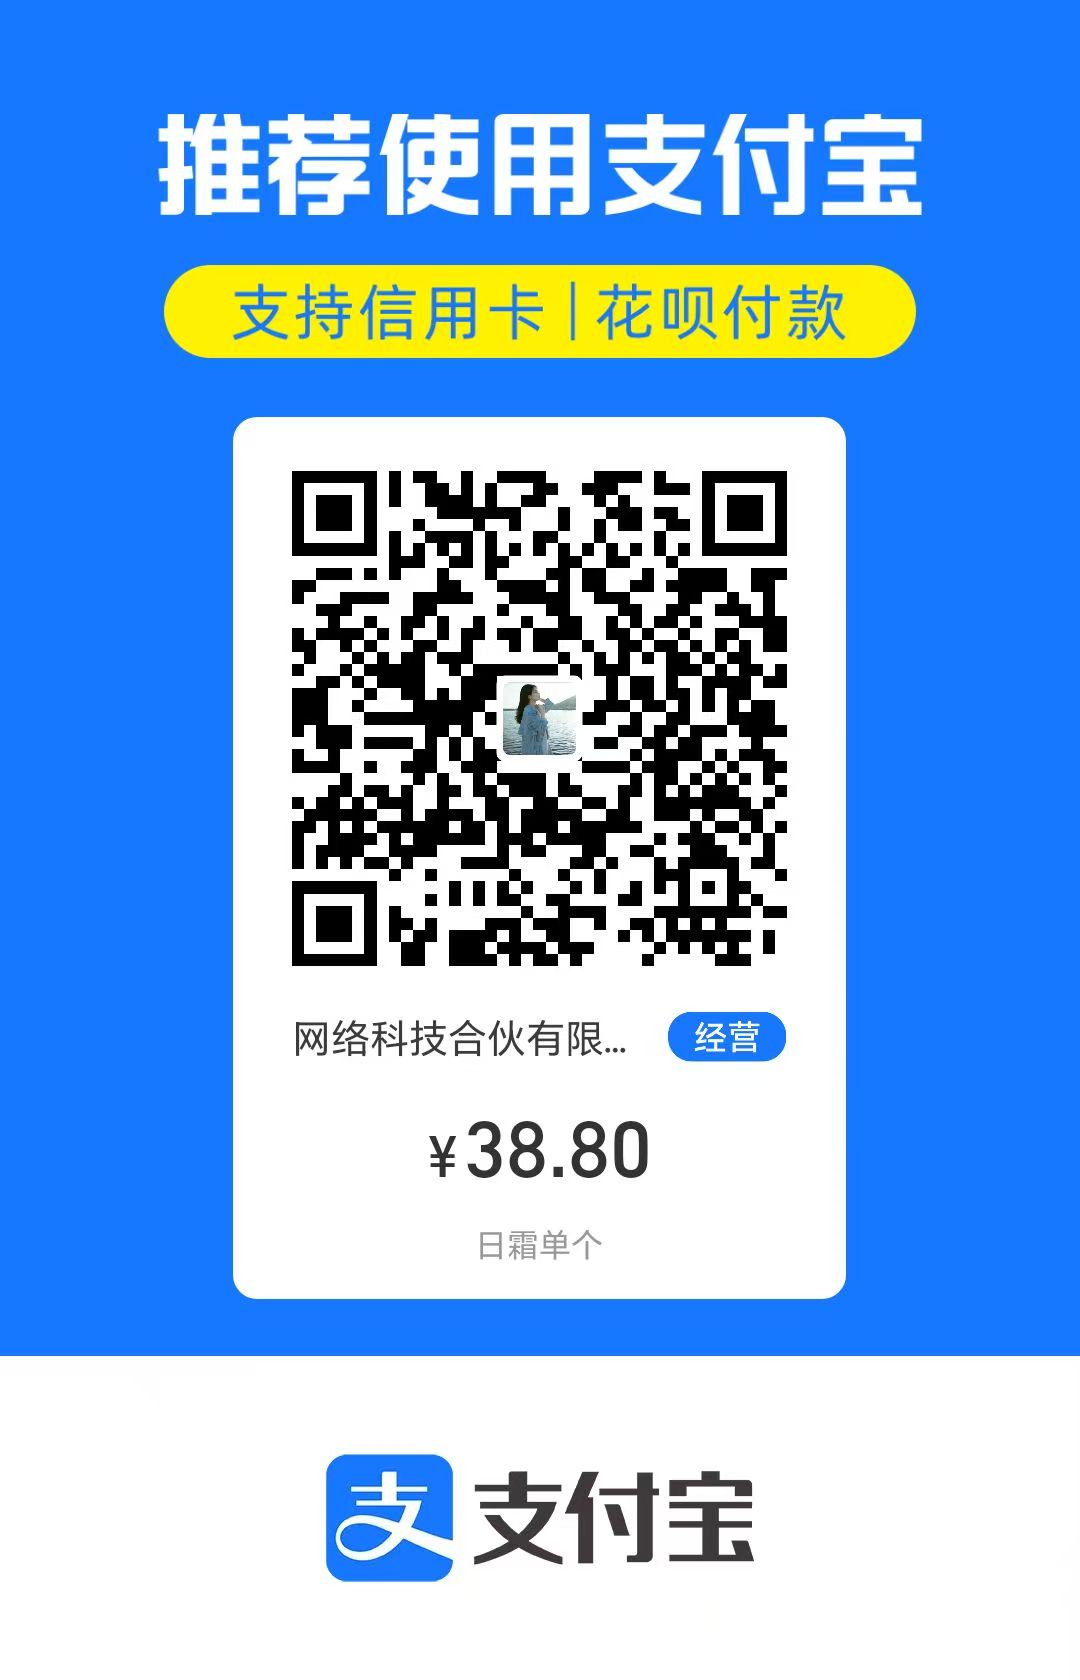 推荐使用支付宝
支持信用卡|花呗付款
网络科技合伙有限... 经营
¥38.80
日霜单个
支 支付宝